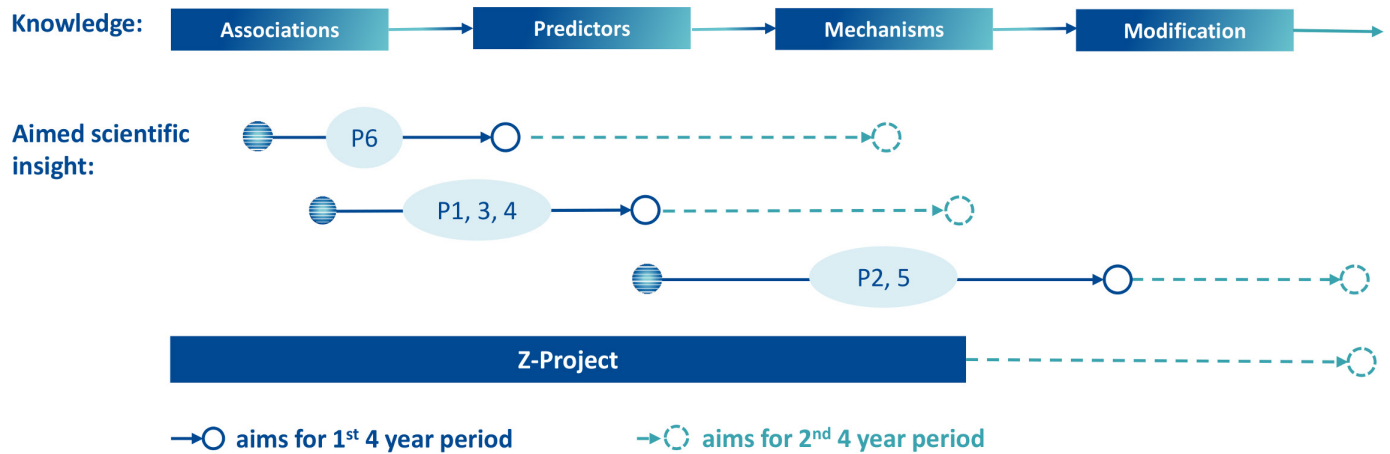 Knowledge: Associations Predictors Mechanisms Modification
Aimed scientific
insight:
P6
P1, 3, 4
P2, 5
Z-Project
aims for 1st 4 year period aims for 2nd 4 year period